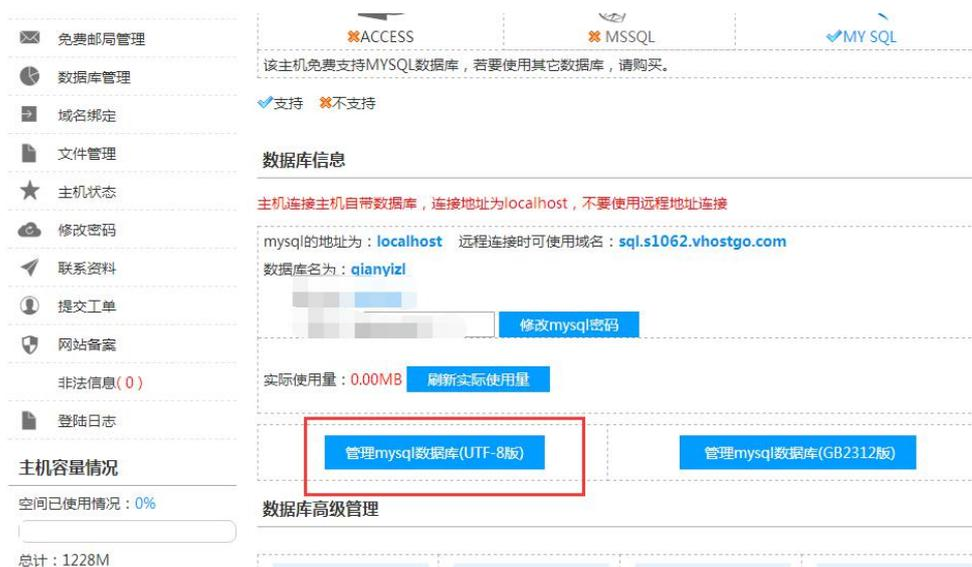 免费邮局管理
数据库管理
域名绑定
文件管理
主机状态
修改密码
联系资料
提交工单
网站备案
非法信息(0)
登陆日志
主机容量情况
空间已使用情况：0%
总计：1228M
ACCESS
MSSQL
MY SQL
该主机免费支持MYSQL数据库，若要使用其它数据库，请购买。
支持 不支持
数据库信息
主机连接主机自带数据库，连接地址为localhost，不要使用远程地址连接
mysql的地址为：localhost 远程连接时可使用域名：sql.s1062.vhostgo.com
数据库名为：qianyizl
修改mysql密码
实际使用量：0.00MB 刷新实际使用量
管理mysql数据库(UTF-8版)
管理mysql数据库(GB2312版)
数据库高级管理